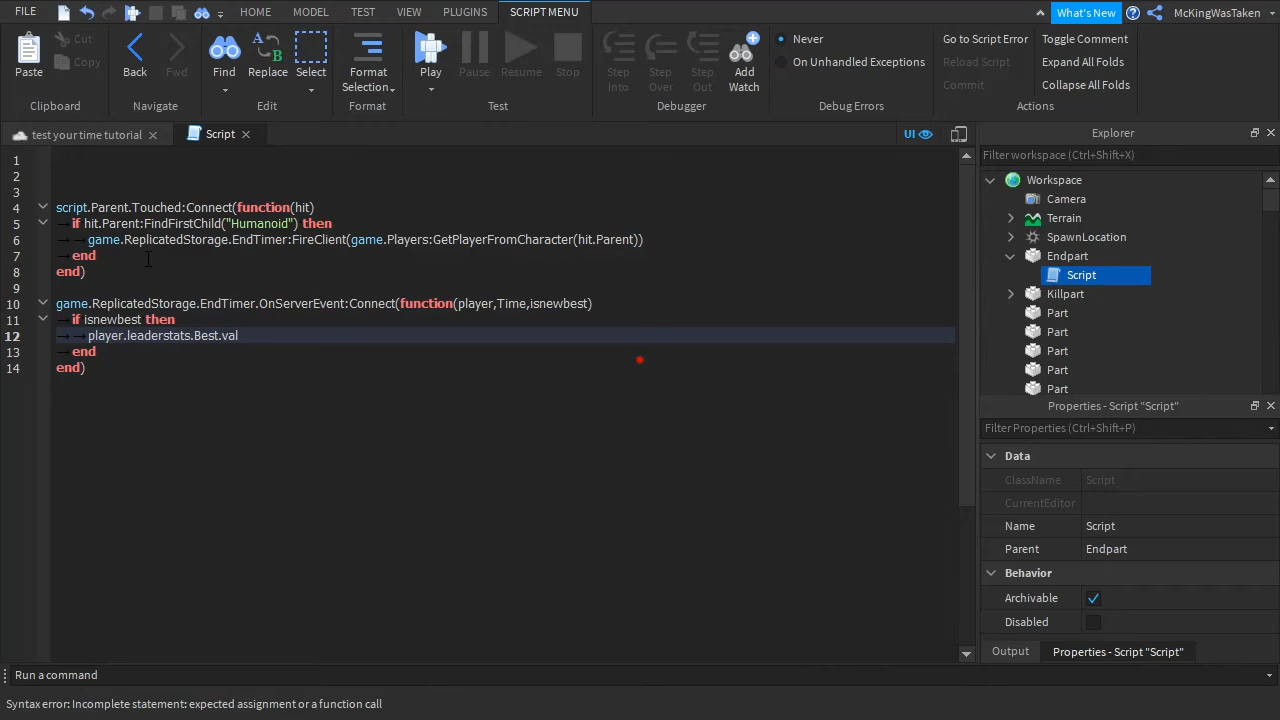 FILE HOME MODEL TEST VIEW PLUGINS SCRIPT MENU What's New McKingWasTaken
Paste Cut Copy Back Fwd Find Replace Select Format Selection Play Pause Resume Stop Step Into Step Over Step Out Add Watch Never On Unhandled Exceptions Go to Script Error Reload Script Commit Toggle Comment Expand All Folds Collapse All Folds
Clipboard Navigate Edit Format Test Debugger Debug Errors Actions
test your time tutorial Script UI
1
2
3
4 script.Parent.Touched:Connect(function(hit)
5 if hit.Parent:FindFirstChild("Humanoid") then
6 game.ReplicatedStorage.EndTimer:FireClient(game.Players:GetPlayerFromCharacter(hit.Parent))
7 end
8 end)
9
10 game.ReplicatedStorage.EndTimer.OnServerEvent:Connect(function(player,Time,isnewbest)
11 if isnewbest then
12 player.leaderstats.Best.val
13 end
14 end)
Explorer
Filter workspace (Ctrl+Shift+X)
Workspace
Camera
Terrain
SpawnLocation
Endpart
Script
Killpart
Part
Part
Part
Part
Part
Properties - Script "Script"
Filter Properties (Ctrl+Shift+P)
Data
ClassName Script
CurrentEditor
Name Script
Parent Endpart
Behavior
Archivable
Disabled
Output Properties - Script "Script"
Run a command
Syntax error: Incomplete statement: expected assignment or a function call